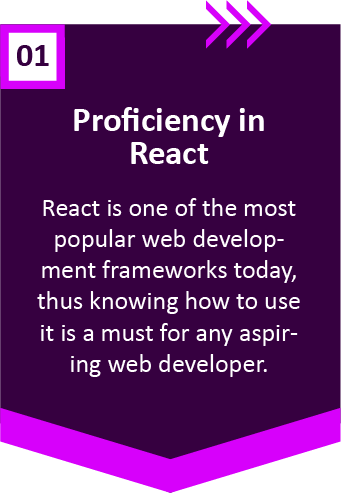 01
Proficiency in
React
React is one of the most
popular web develop-
ment frameworks today,
thus knowing how to use
it is a must for any aspir-
ing web developer.